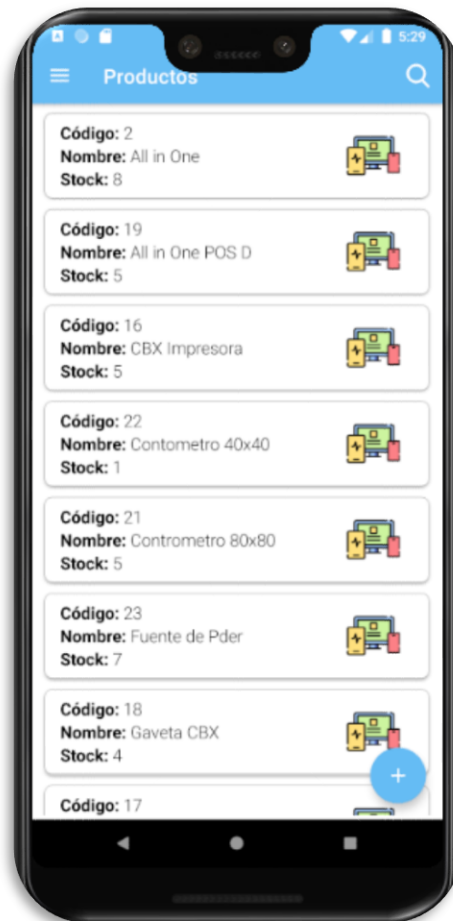 5:29
Productos
Código: 2
Nombre: All in One
Stock: 8
Código: 19
Nombre: All in One POS D
Stock: 5
Código: 16
Nombre: CBX Impresora
Stock: 5
Código: 22
Nombre: Contometro 40x40
Stock: 1
Código: 21
Nombre: Contrometro 80x80
Stock: 5
Código: 23
Nombre: Fuente de Pder
Stock: 7
Código: 18
Nombre: Gaveta CBX
Stock: 4
+
Código: 17